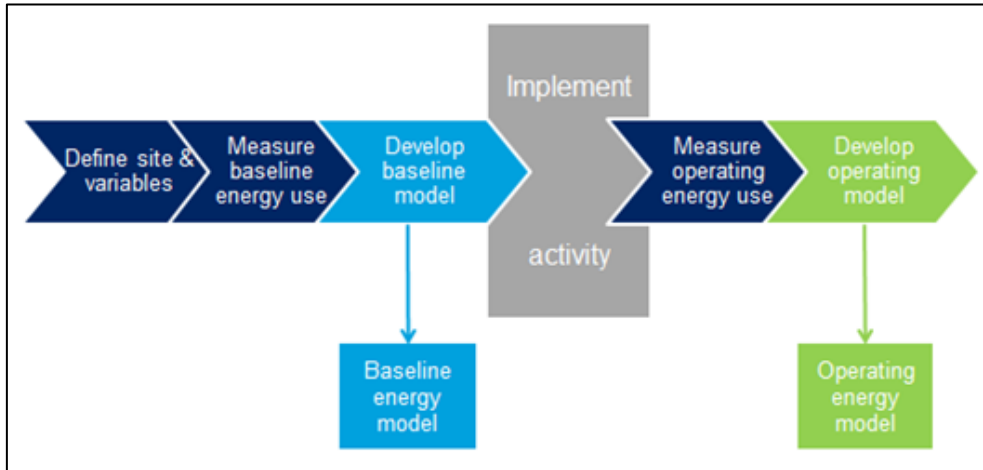 Define site &
variables
Measure
baseline
energy use
Develop
baseline
model
Implement
activity
Measure
operating
energy use
Develop
operating
model
Baseline
energy
model
Operating
energy
model